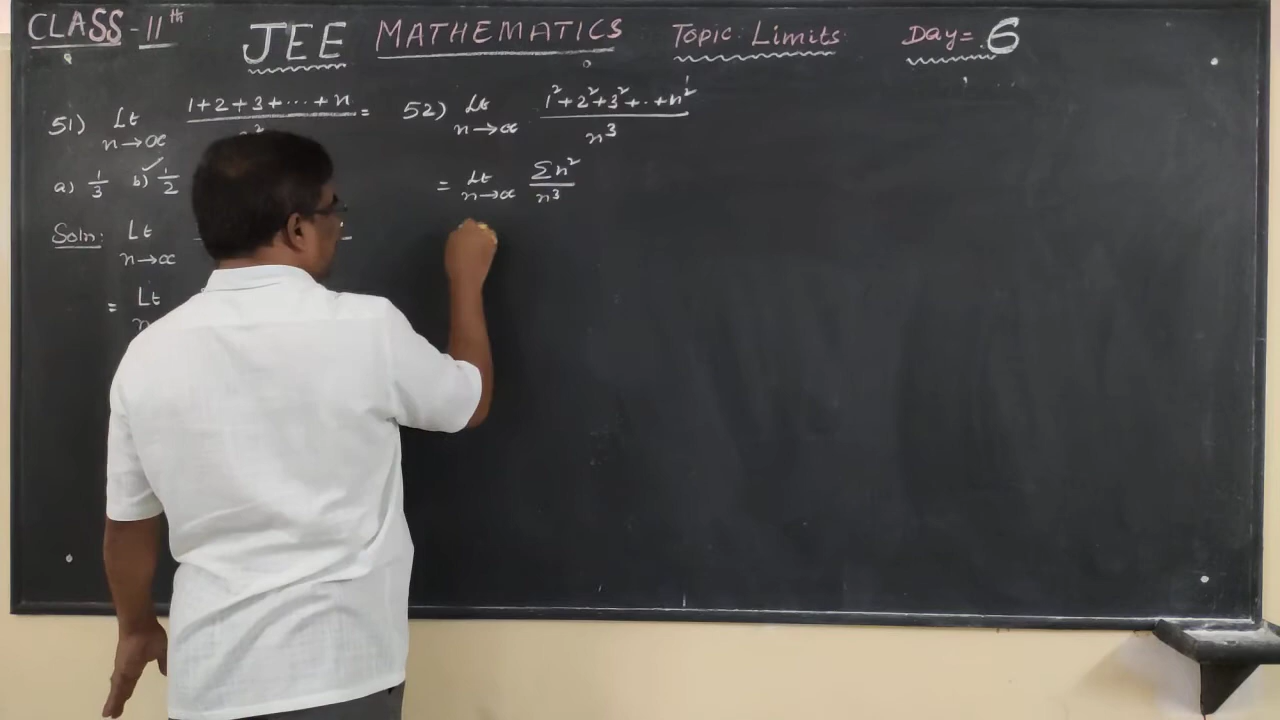 CLASS-11th JEE MATHEMATICS Topic: Limits Day= 6
51) Lt n→∞ 1+2+3+...+n =
a) 1/3 b) 1/2
Soln: Lt n→∞
= Lt
52) Lt n→∞ 1²+2²+3²+..+n² / n³
= Lt n→∞ Σn² / n³